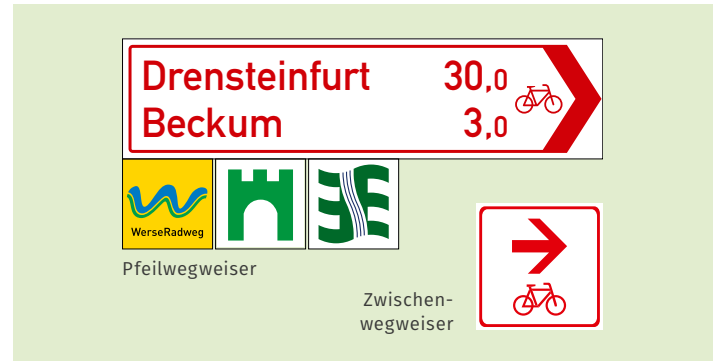 Drensteinfurt 30,0
Beckum 3,0
WerseRadweg
Pfeilwegweiser
Zwischen-
wegweiser